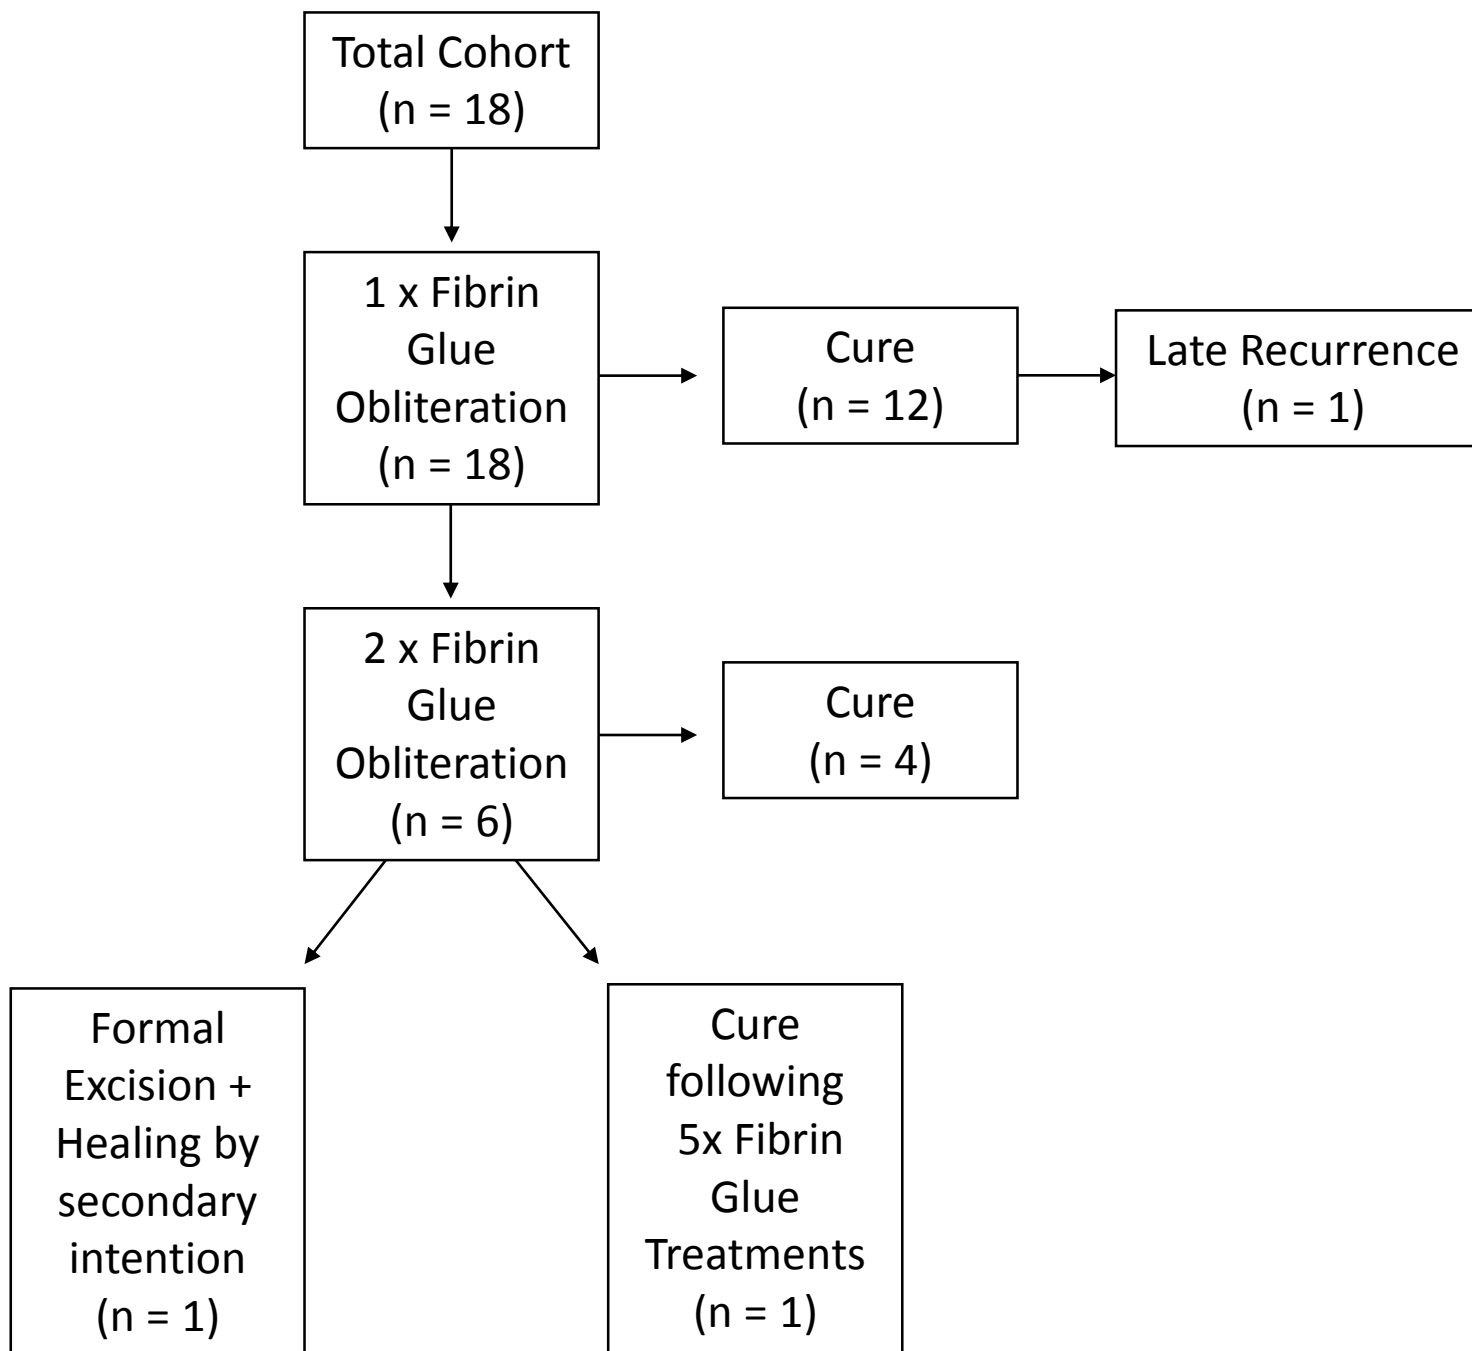 Total Cohort
(n = 18)
1 x Fibrin
Glue
Obliteration
(n = 18)
Cure
(n = 12)
Late Recurrence
(n = 1)
2 x Fibrin
Glue
Obliteration
(n = 6)
Cure
(n = 4)
Formal
Excision +
Healing by
secondary
intention
(n = 1)
Cure
following
5x Fibrin
Glue
Treatments
(n = 1)